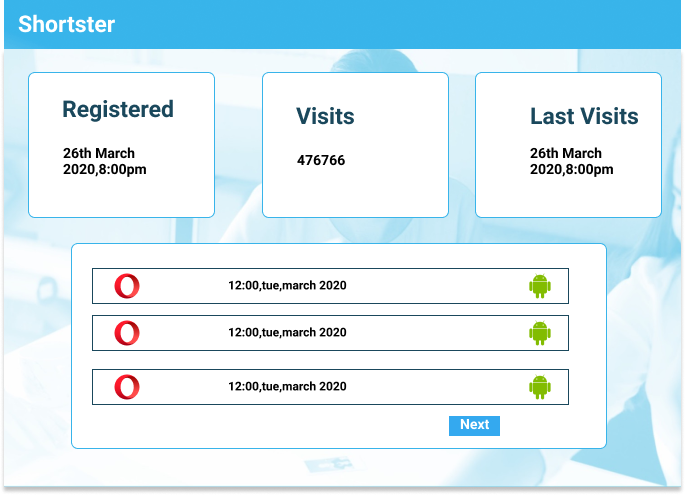 Shortster
Registered
26th March
2020,8:00pm
Visits
476766
Last Visits
26th March
2020,8:00pm
12:00,tue,march 2020
12:00,tue,march 2020
12:00,tue,march 2020
Next